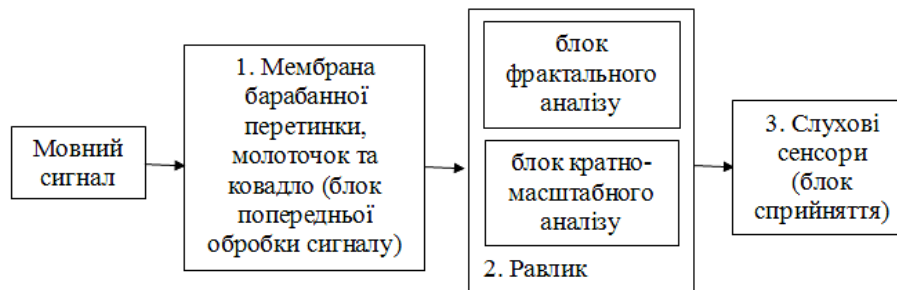 Мовний
сигнал
1. Мембрана
барабанної
перетинки,
молоточок та
ковадло (блок
попередньої
обробки сигналу)
блок
фрактального
аналізу
блок кратно-
масштабного
аналізу
2. Равлик
3. Слухові
сенсори
(блок
сприйняття)